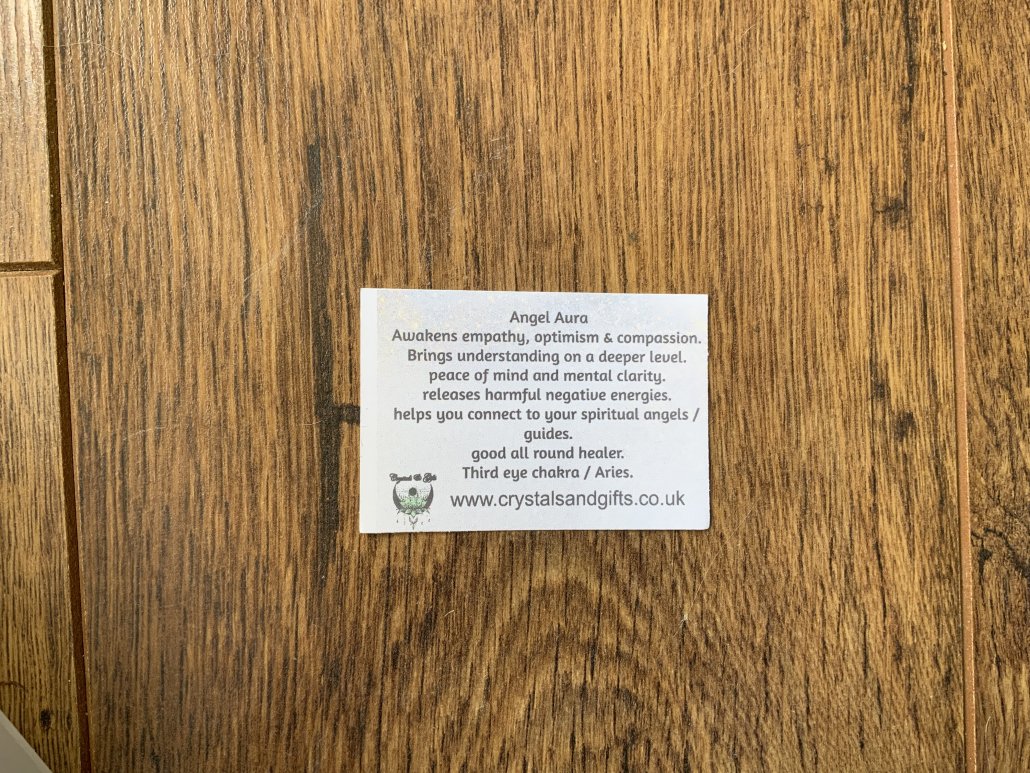 Angel Aura
Awakens empathy, optimism & compassion.
Brings understanding on a deeper level.
peace of mind and mental clarity.
releases harmful negative energies.
helps you connect to your spiritual angels /
guides.
good all round healer.
Third eye chakra / Aries.
Crystals & Gifts
www.crystalsandgifts.co.uk